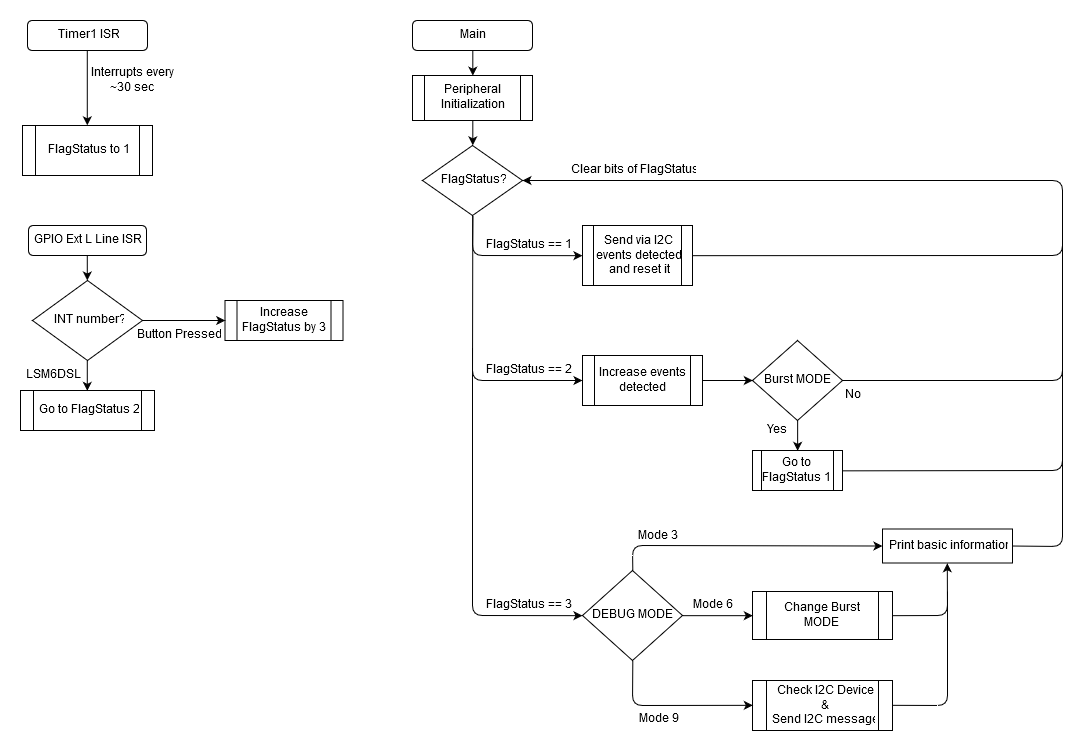 Timer1 ISR
Interrupts every
~30 sec
FlagStatus to 1
GPIO Ext L Line ISR
INT number?
Button Pressed
Increase
FlagStatus by 3
LSM6DSL
Go to FlagStatus 2
Main
Peripheral
Initialization
FlagStatus?
Clear bits of FlagStatus
FlagStatus == 1
Send via I2C
events detected
and reset it
FlagStatus == 2
Increase events
detected
Burst MODE
No
Yes
Go to
FlagStatus 1
FlagStatus == 3
DEBUG MODE
Mode 3
Print basic information
Mode 6
Change Burst
MODE
Mode 9
Check I2C Device
&
Send I2C message